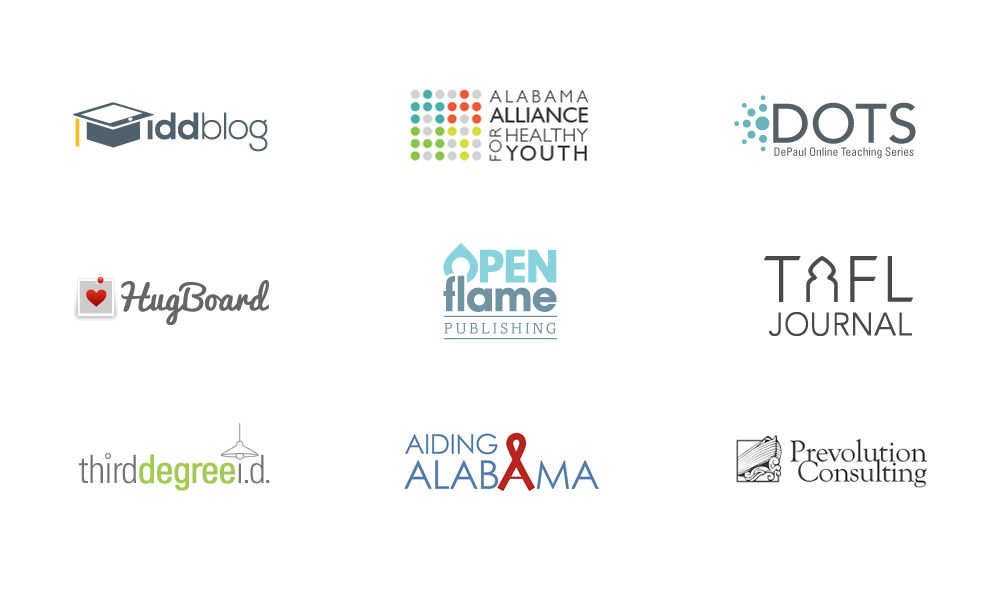 iddblog
ALABAMA
ALLIANCE
FOR HEALTHY
YOUTH
DOTS
DePaul Online Teaching Series
HugBoard
OPEN
flame
PUBLISHING
TAFL
JOURNAL
thirddegreei.d.
AIDING
ALABAMA
Prevolution
Consulting